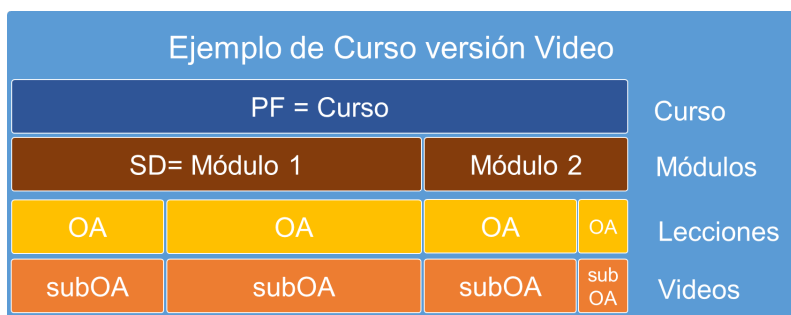 Ejemplo de Curso versión Video
PF = Curso
Curso
SD= Módulo 1
Módulo 2
Módulos
OA
OA
OA
OA
Lecciones
subOA
subOA
subOA
sub
OA
Videos